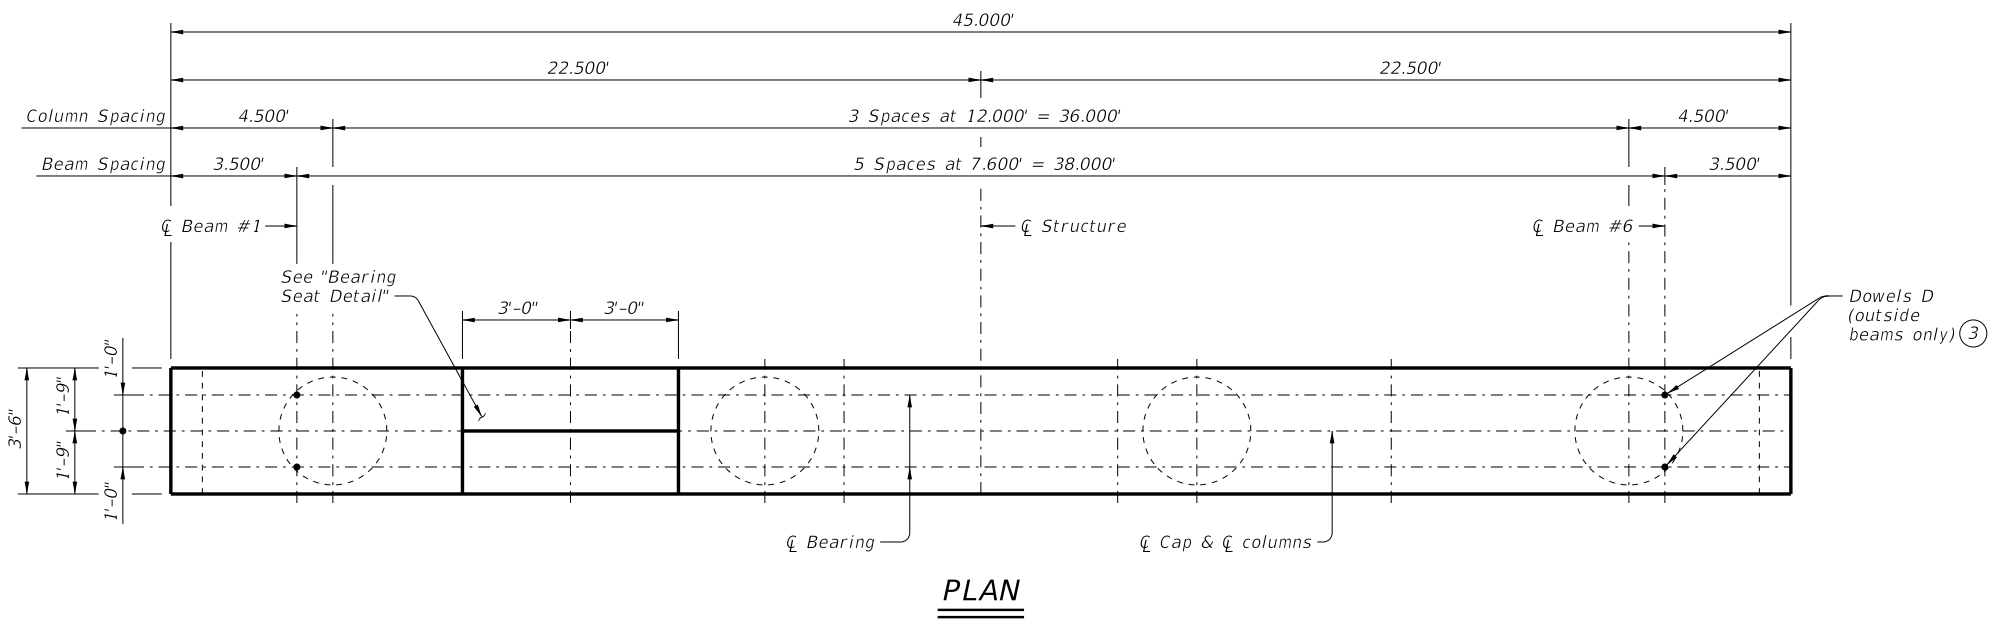 45.000'
22.500'
22.500'
Column Spacing
4.500'
3 Spaces at 12.000' = 36.000'
4.500'
Beam Spacing
3.500'
5 Spaces at 7.600' = 38.000'
3.500'
℄ Beam #1
℄ Structure
℄ Beam #6
See "Bearing
Seat Detail"
3'-0"
3'-0"
Dowels D
(outside
beams only) 3
1'-0"
1'-9"
3'-6"
1'-9"
1'-0"
℄ Bearing
℄ Cap & ℄ columns
PLAN